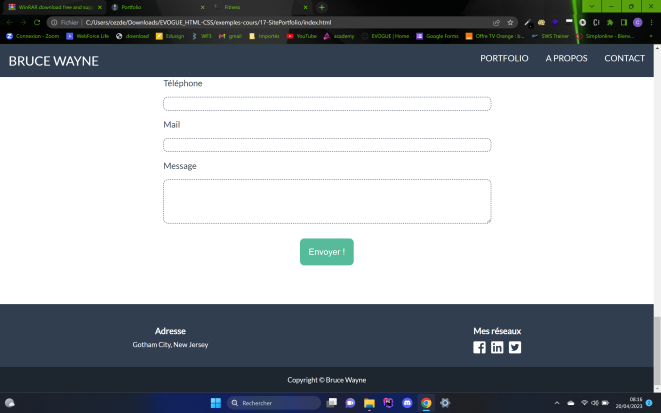 WinRAR download free and supp
Portfolio
Fitness
Fichier
C:/Users/cozde/Downloads/EVOGUE_HTML-CSS/exemples-cours/17-SitePortfolio/index.html
Connexion - Zoom
WebForce Life
download
Edusign
WF3
gmail
Importés
YouTube
academy
EVOGUE | Home
Google Forms
Offre TV Orange : b...
SWS Trainer
Simplonline - Bienv...
BRUCE WAYNE
PORTFOLIO
A PROPOS
CONTACT
Téléphone
Mail
Message
Envoyer !
Adresse
Mes réseaux
Gotham City, New Jersey
Copyright © Bruce Wayne
Rechercher
08:16
20/04/2023